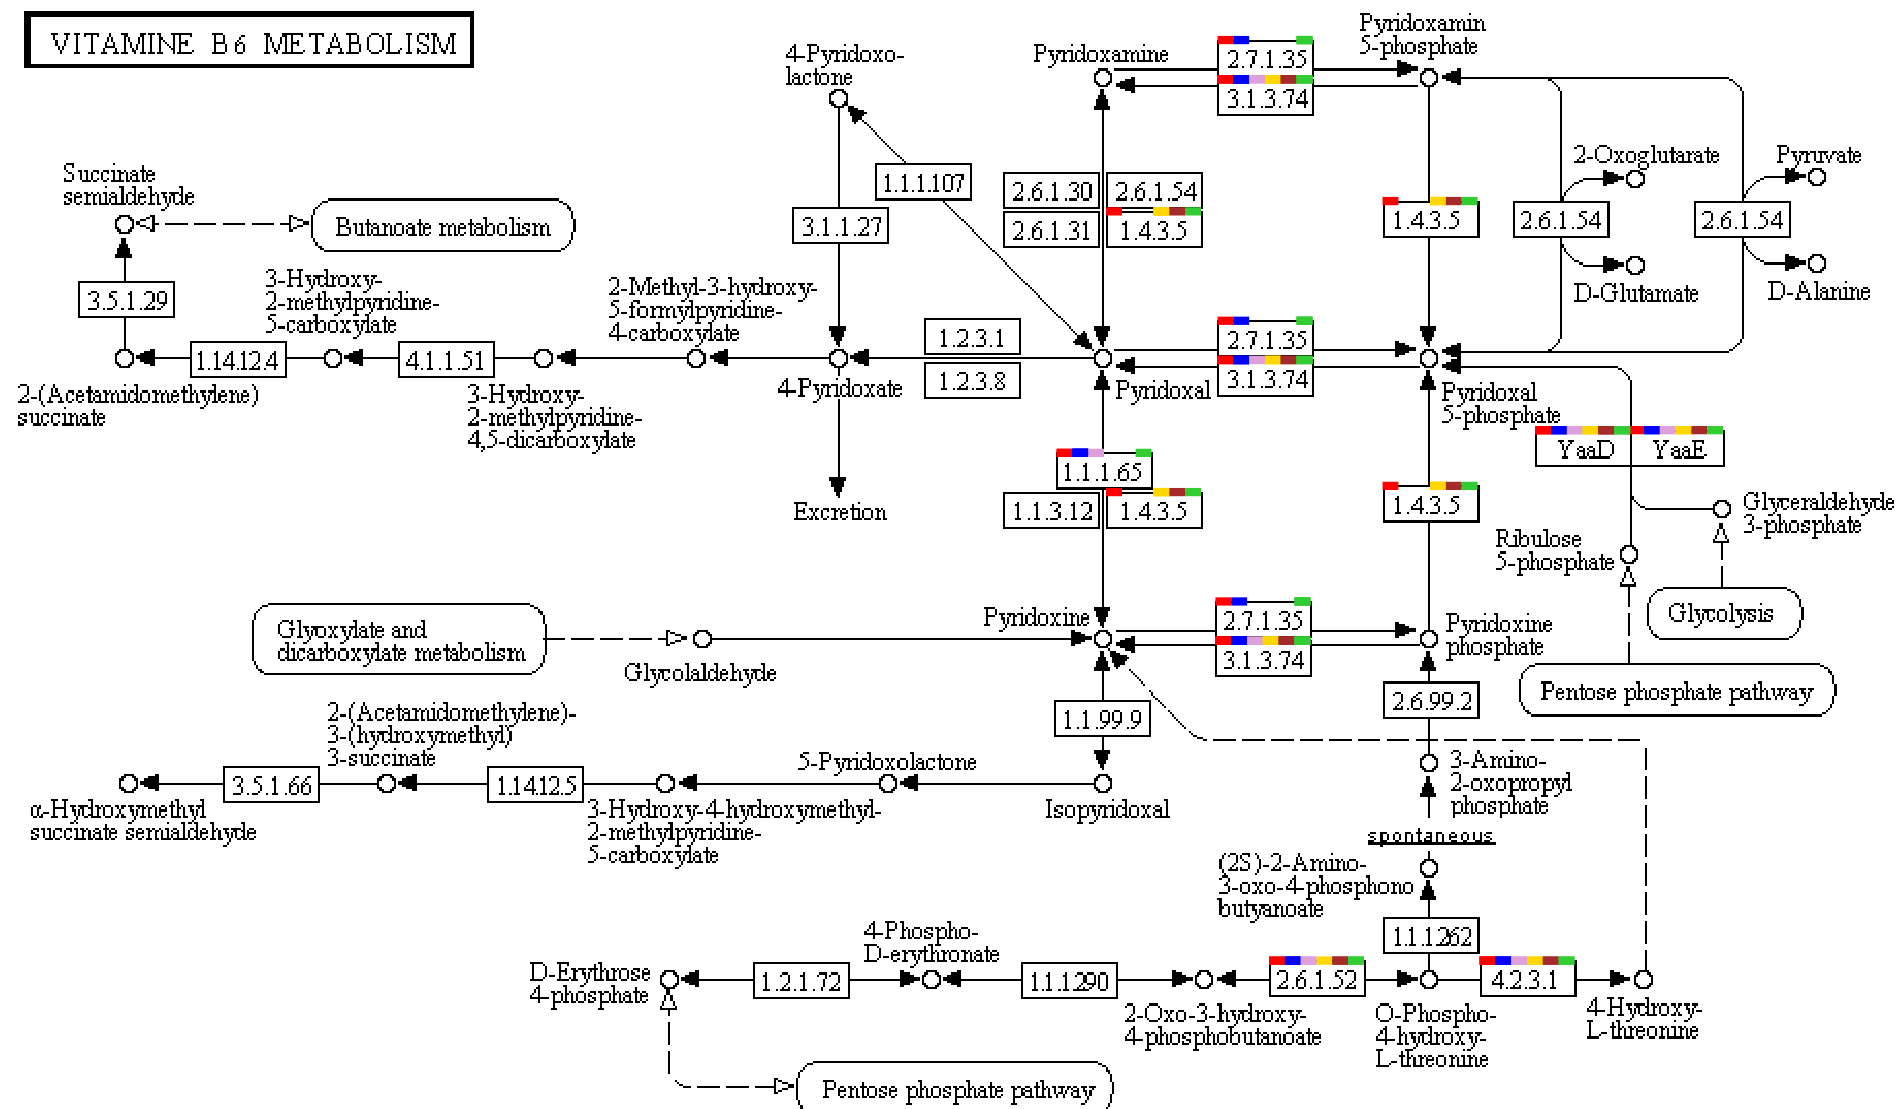 VITAMINE B6 METABOLISM
4-Pyridoxo-
lactone
Pyridoxamine
2.7.1.35
3.1.3.74
Pyridoxamin
5-phosphate
Succinate
semialdehyde
Butanoate metabolism
1.1.1.107
3.1.1.27
2.6.1.30
2.6.1.54
2.6.1.31
1.4.3.5
1.4.3.5
2-Oxoglutarate
2.6.1.54
D-Glutamate
Pyruvate
2.6.1.54
D-Alanine
3.5.1.29
3-Hydroxy-
2-methylpyridine-
5-carboxylate
2-Methyl-3-hydroxy-
5-formylpyridine-
4-carboxylate
1.14.12.4
4.1.1.51
1.2.3.1
1.2.3.8
2.7.1.35
3.1.3.74
2-(Acetamidomethylene)
succinate
3-Hydroxy-
2-methylpyridine-
4,5-dicarboxylate
4-Pyridoxate
Pyridoxal
Pyridoxal
5-phosphate
YaaD
YaaE
1.1.1.65
1.1.3.12
1.4.3.5
1.4.3.5
Excretion
Glyceraldehyde
3-phosphate
Ribulose
5-phosphate
Glycolysis
Glyoxylate and
dicarboxylate metabolism
Glycolaldehyde
Pyridoxine
2.7.1.35
3.1.3.74
Pyridoxine
phosphate
Pentose phosphate pathway
2.6.99.2
1.1.99.9
2-(Acetamidomethylene)-
3-(hydroxymethyl)
3-succinate
5-Pyridoxolactone
3.5.1.66
1.14.12.5
α-Hydroxymethyl
succinate semialdehyde
3-Hydroxy-4-hydroxymethyl-
2-methylpyridine-
5-carboxylate
Isopyridoxal
3-Amino-
2-oxopropyl
phosphate
spontaneous
(2S)-2-Amino-
3-oxo-4-phosphono
butyanoate
1.1.1.262
4-Phospho-
D-erythronate
D-Erythrose
4-phosphate
1.2.1.72
1.1.1.290
2.6.1.52
4.2.3.1
2-Oxo-3-hydroxy-
4-phosphobutanoate
O-Phospho-
4-hydroxy-
L-threonine
4-Hydroxy-
L-threonine
Pentose phosphate pathway